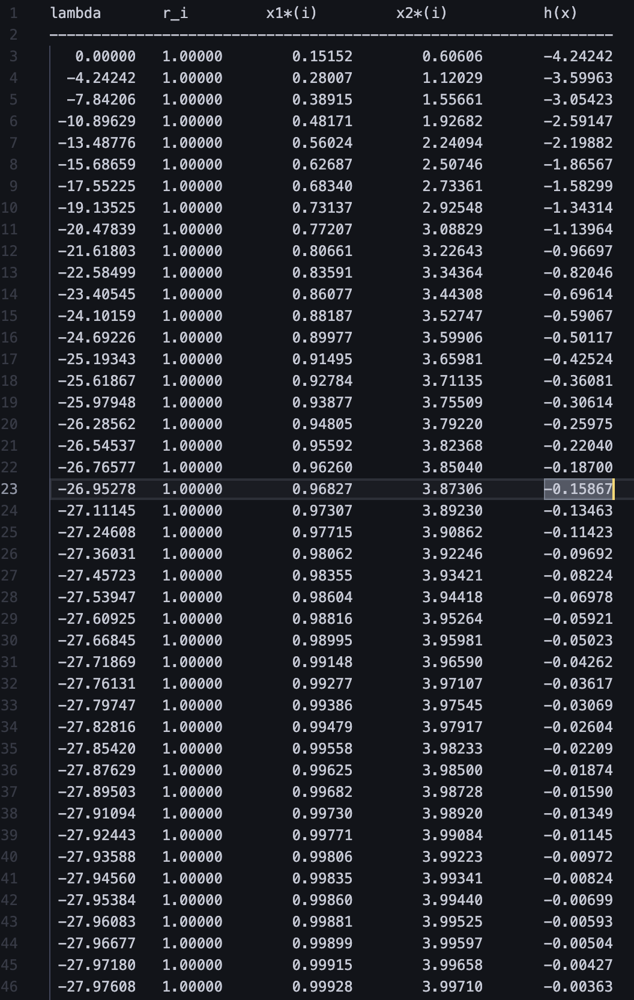 1 lambda r_i x1*(i) x2*(i) h(x)
2 -----------------------------------------------------------------
3 0.00000 1.00000 0.15152 0.60606 -4.24242
4 -4.24242 1.00000 0.28007 1.12029 -3.59963
5 -7.84206 1.00000 0.38915 1.55661 -3.05423
6 -10.89629 1.00000 0.48171 1.92682 -2.59147
7 -13.48776 1.00000 0.56024 2.24094 -2.19882
8 -15.68659 1.00000 0.62687 2.50746 -1.86567
9 -17.55225 1.00000 0.68340 2.73361 -1.58299
10 -19.13525 1.00000 0.73137 2.92548 -1.34314
11 -20.47839 1.00000 0.77207 3.08829 -1.13964
12 -21.61803 1.00000 0.80661 3.22643 -0.96697
13 -22.58499 1.00000 0.83591 3.34364 -0.82046
14 -23.40545 1.00000 0.86077 3.44308 -0.69614
15 -24.10159 1.00000 0.88187 3.52747 -0.59067
16 -24.69226 1.00000 0.89977 3.59906 -0.50117
17 -25.19343 1.00000 0.91495 3.65981 -0.42524
18 -25.61867 1.00000 0.92784 3.71135 -0.36081
19 -25.97948 1.00000 0.93877 3.75509 -0.30614
20 -26.28562 1.00000 0.94805 3.79220 -0.25975
21 -26.54537 1.00000 0.95592 3.82368 -0.22040
22 -26.76577 1.00000 0.96260 3.85040 -0.18700
23 -26.95278 1.00000 0.96827 3.87306 -0.15867
24 -27.11145 1.00000 0.97307 3.89230 -0.13463
25 -27.24608 1.00000 0.97715 3.90862 -0.11423
26 -27.36031 1.00000 0.98062 3.92246 -0.09692
27 -27.45723 1.00000 0.98355 3.93421 -0.08224
28 -27.53947 1.00000 0.98604 3.94418 -0.06978
29 -27.60925 1.00000 0.98816 3.95264 -0.05921
30 -27.66845 1.00000 0.98995 3.95981 -0.05023
31 -27.71869 1.00000 0.99148 3.96590 -0.04262
32 -27.76131 1.00000 0.99277 3.97107 -0.03617
33 -27.79747 1.00000 0.99386 3.97545 -0.03069
34 -27.82816 1.00000 0.99479 3.97917 -0.02604
35 -27.85420 1.00000 0.99558 3.98233 -0.02209
36 -27.87629 1.00000 0.99625 3.98500 -0.01874
37 -27.89503 1.00000 0.99682 3.98728 -0.01590
38 -27.91094 1.00000 0.99730 3.98920 -0.01349
39 -27.92443 1.00000 0.99771 3.99084 -0.01145
40 -27.93588 1.00000 0.99806 3.99223 -0.00972
41 -27.94560 1.00000 0.99835 3.99341 -0.00824
42 -27.95384 1.00000 0.99860 3.99440 -0.00699
43 -27.96083 1.00000 0.99881 3.99525 -0.00593
44 -27.96677 1.00000 0.99899 3.99597 -0.00504
45 -27.97180 1.00000 0.99915 3.99658 -0.00427
46 -27.97608 1.00000 0.99928 3.99710 -0.00363